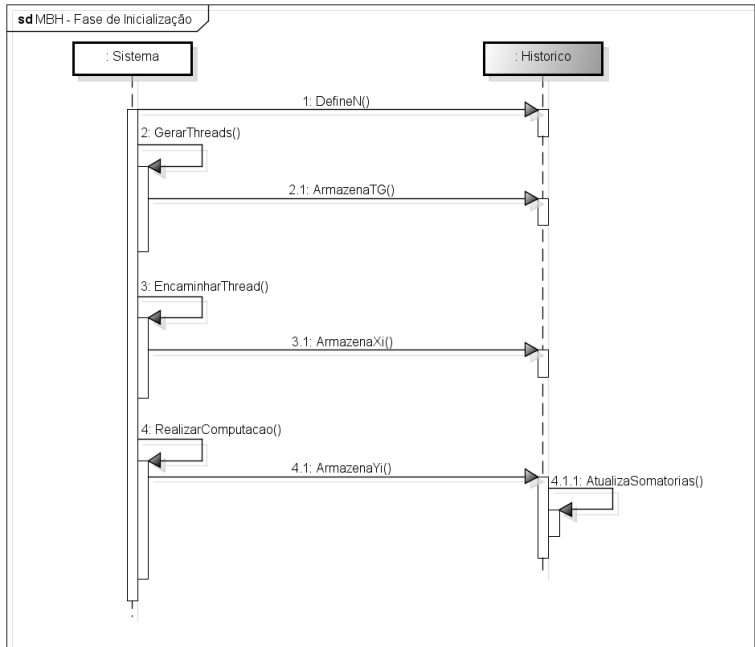 sd MBH - Fase de Inicialização
: Sistema
: Historico
1: DefineN()
2: GerarThreads()
2.1: ArmazenaTG()
3: EncaminharThread()
3.1: ArmazenaXi()
4: RealizarComputacao()
4.1: ArmazenaYi()
4.1.1: AtualizaSomatorias()